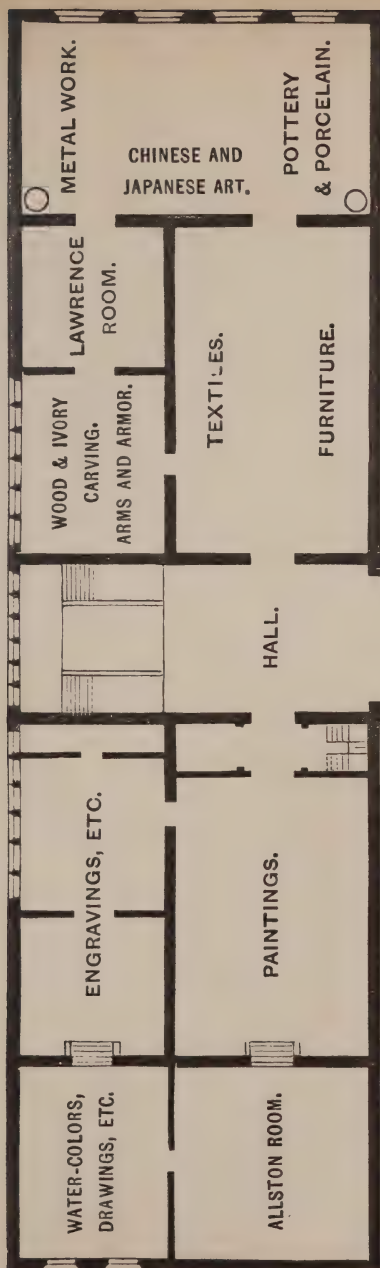 METAL WORK.
CHINESE AND
JAPANESE ART.
POTTERY
& PORCELAIN.
LAWRENCE
ROOM.
WOOD & IVORY
CARVING.
ARMS AND ARMOR.
TEXTILES.
FURNITURE.
HALL.
ENGRAVINGS, ETC.
PAINTINGS.
WATER-COLORS,
DRAWINGS, ETC.
ALLSTON ROOM.